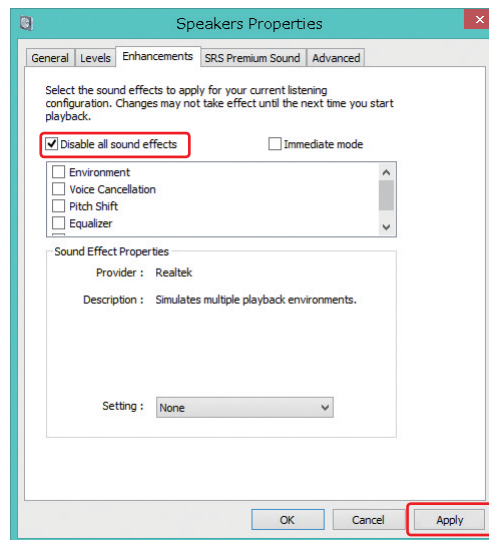 Speakers Properties
General Levels Enhancements SRS Premium Sound Advanced
Select the sound effects to apply for your current listening
configuration. Changes may not take effect until the next time you start
playback.
Disable all sound effects Immediate mode
Environment
Voice Cancellation
Pitch Shift
Equalizer
Sound Effect Properties
Provider : Realtek
Description : Simulates multiple playback environments.
Setting : None
OK Cancel Apply